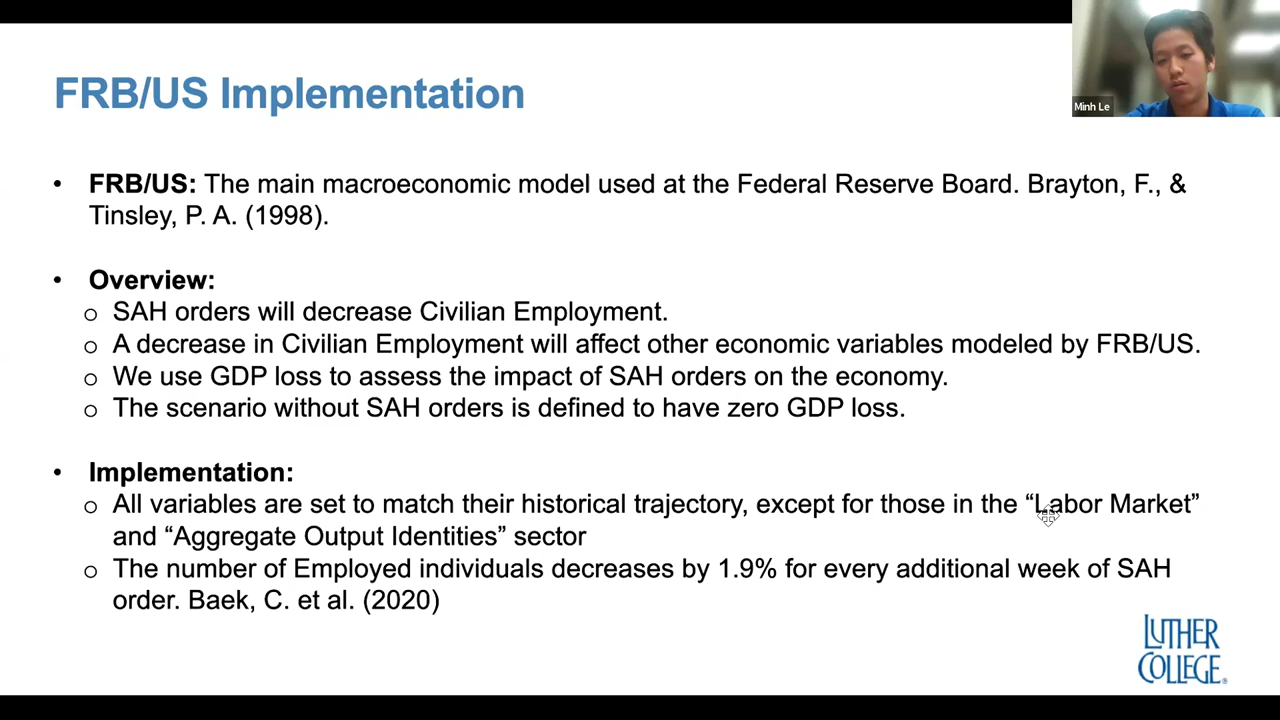 FRB/US Implementation
Minh Le
• FRB/US: The main macroeconomic model used at the Federal Reserve Board. Brayton, F., &
Tinsley, P. A. (1998).
• Overview:
o SAH orders will decrease Civilian Employment.
o A decrease in Civilian Employment will affect other economic variables modeled by FRB/US.
o We use GDP loss to assess the impact of SAH orders on the economy.
o The scenario without SAH orders is defined to have zero GDP loss.
• Implementation:
o All variables are set to match their historical trajectory, except for those in the “Labor Market”
and “Aggregate Output Identities” sector
o The number of Employed individuals decreases by 1.9% for every additional week of SAH
order. Baek, C. et al. (2020)
LUTHER
COLLEGE®